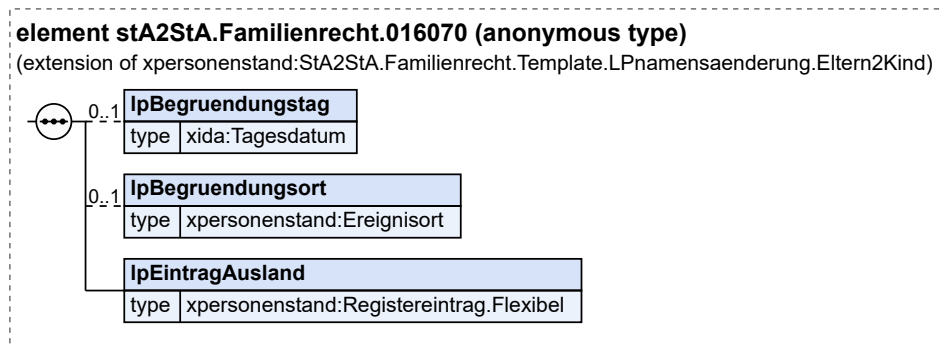 element stA2StA.Familienrecht.016070 (anonymous type)
(extension of xpersonenstand:StA2StA.Familienrecht.Template.LPnamensaenderung.Eltern2Kind)
0..1 lpBegruendungstag
type xida:Tagesdatum
0..1 lpBegruendungsort
type xpersonenstand:Ereignisort
lpEintragAusland
type xpersonenstand:Registereintrag.Flexibel